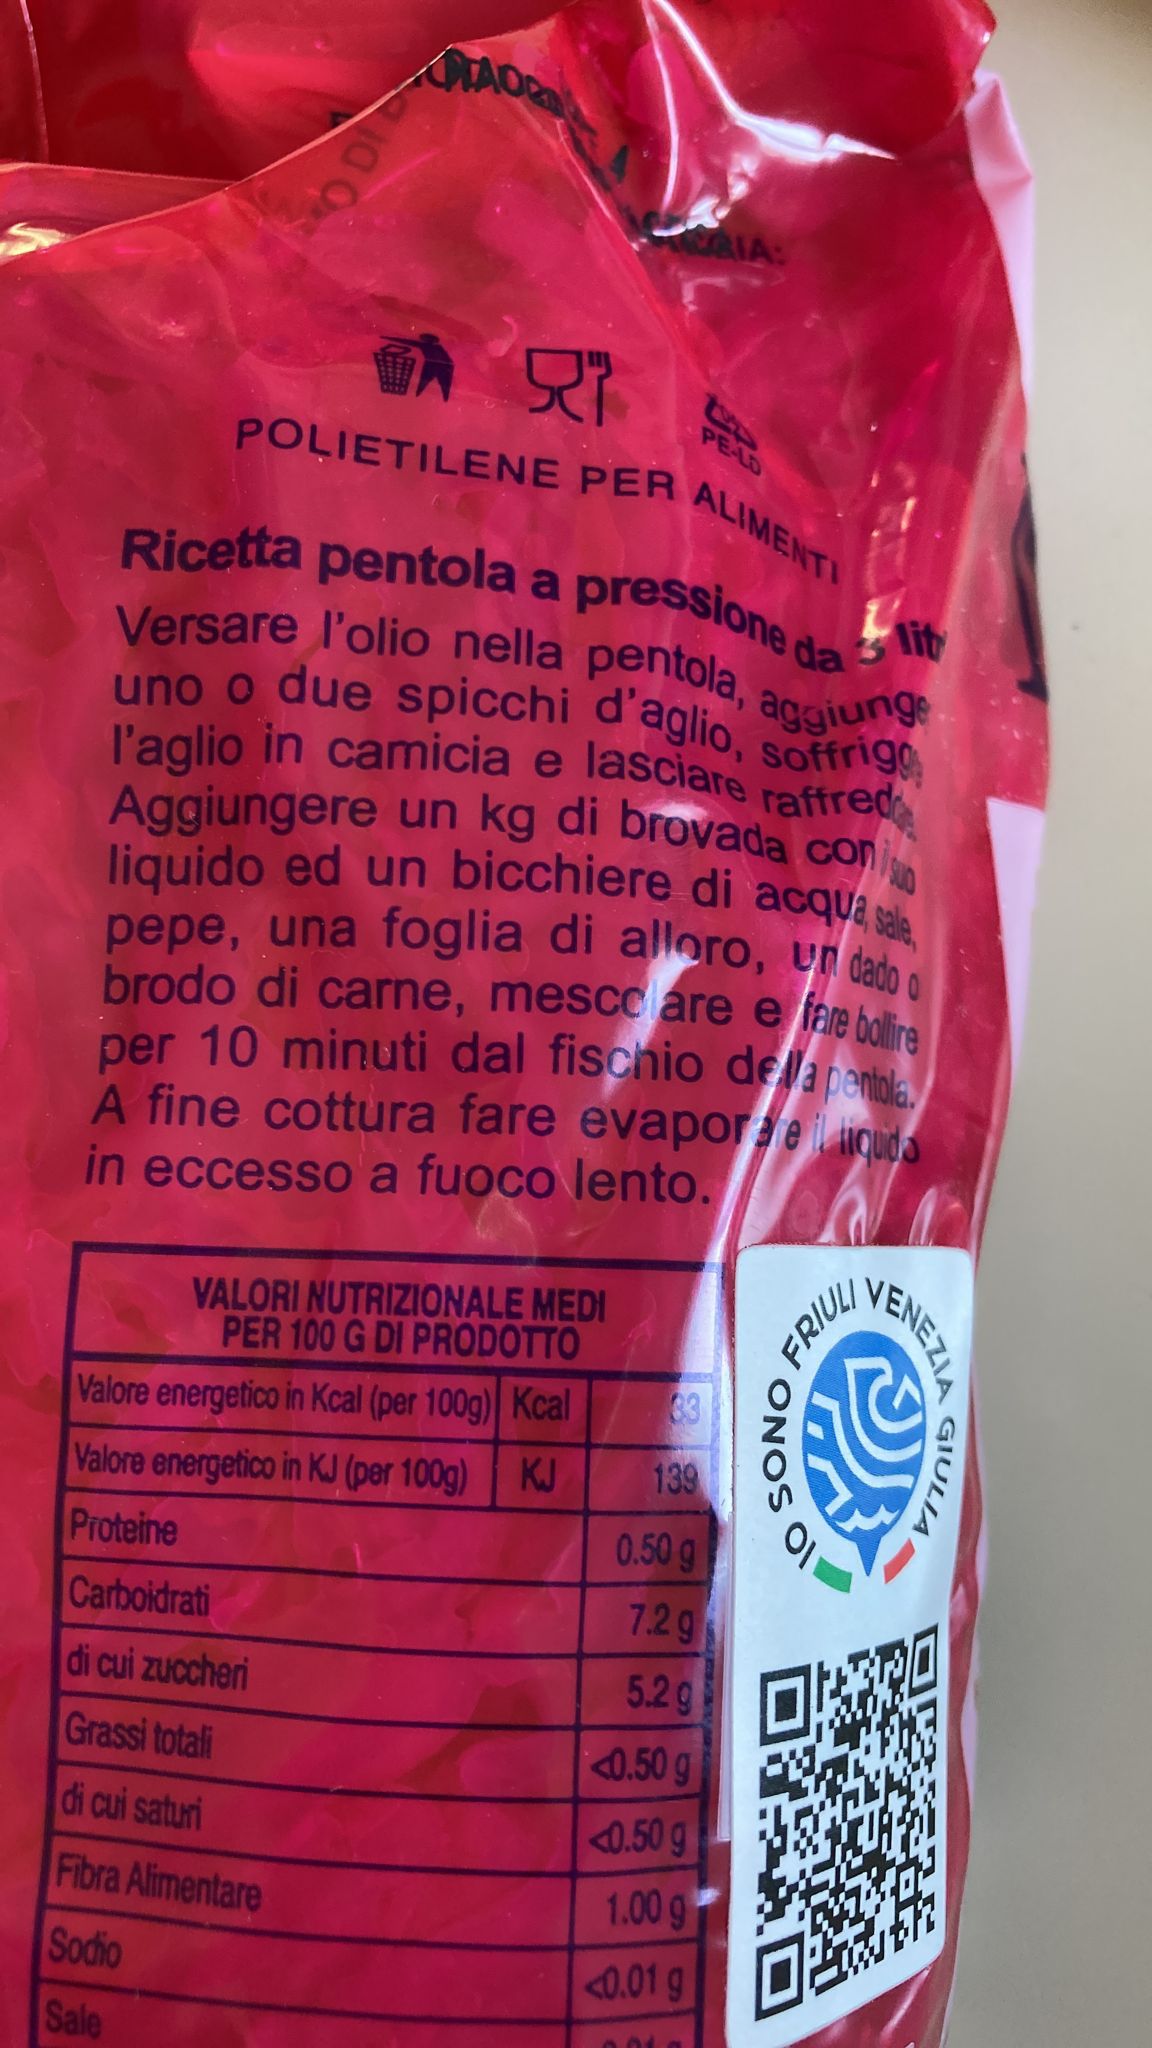 PE-LD
POLIETILENE PER ALIMENTI
Ricetta pentola a pressione da 3
Versare l'olio nella pentola,
uno o due spicchi d'aglio,
l'aglio in camicia e lasciare
Aggiungere un kg di brovada con il suo
liquido ed un bicchiere di acqua, sale,
pepe, una foglia di alloro, un dado o
brodo di carne, mescolare e fare bollire
per 10 minuti dal fischio della pentola.
A fine cottura fare evaporare il liquido
in eccesso a fuoco lento.
VALORI NUTRIZIONALE MEDI
PER 100 G DI PRODOTTO
Valore energetico in Kcal (per 100g) Kcal 33
Valore energetico in KJ (per 100g) KJ 139
Proteine 0.50 g
Carboidrati 7.2 g
di cui zuccheri 5.2 g
Grassi totali <0.50 g
di cui saturi <0.50 g
Fibra Alimentare 1.00 g
Sodio <0.01 g
Sale
IO SONO FRIULI VENEZIA GIULIA